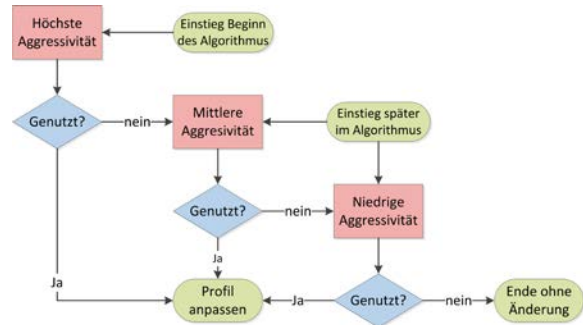 Höchste
Aggressivität
Einstieg Beginn
des Algorithmus
Genutzt?
nein
Mittlere
Aggresivität
Einstieg später
im Algorithmus
Genutzt?
nein
Niedrige
Aggressivität
Ja
Ja
Profil
anpassen
Ja
Genutzt?
nein
Ende ohne
Änderung